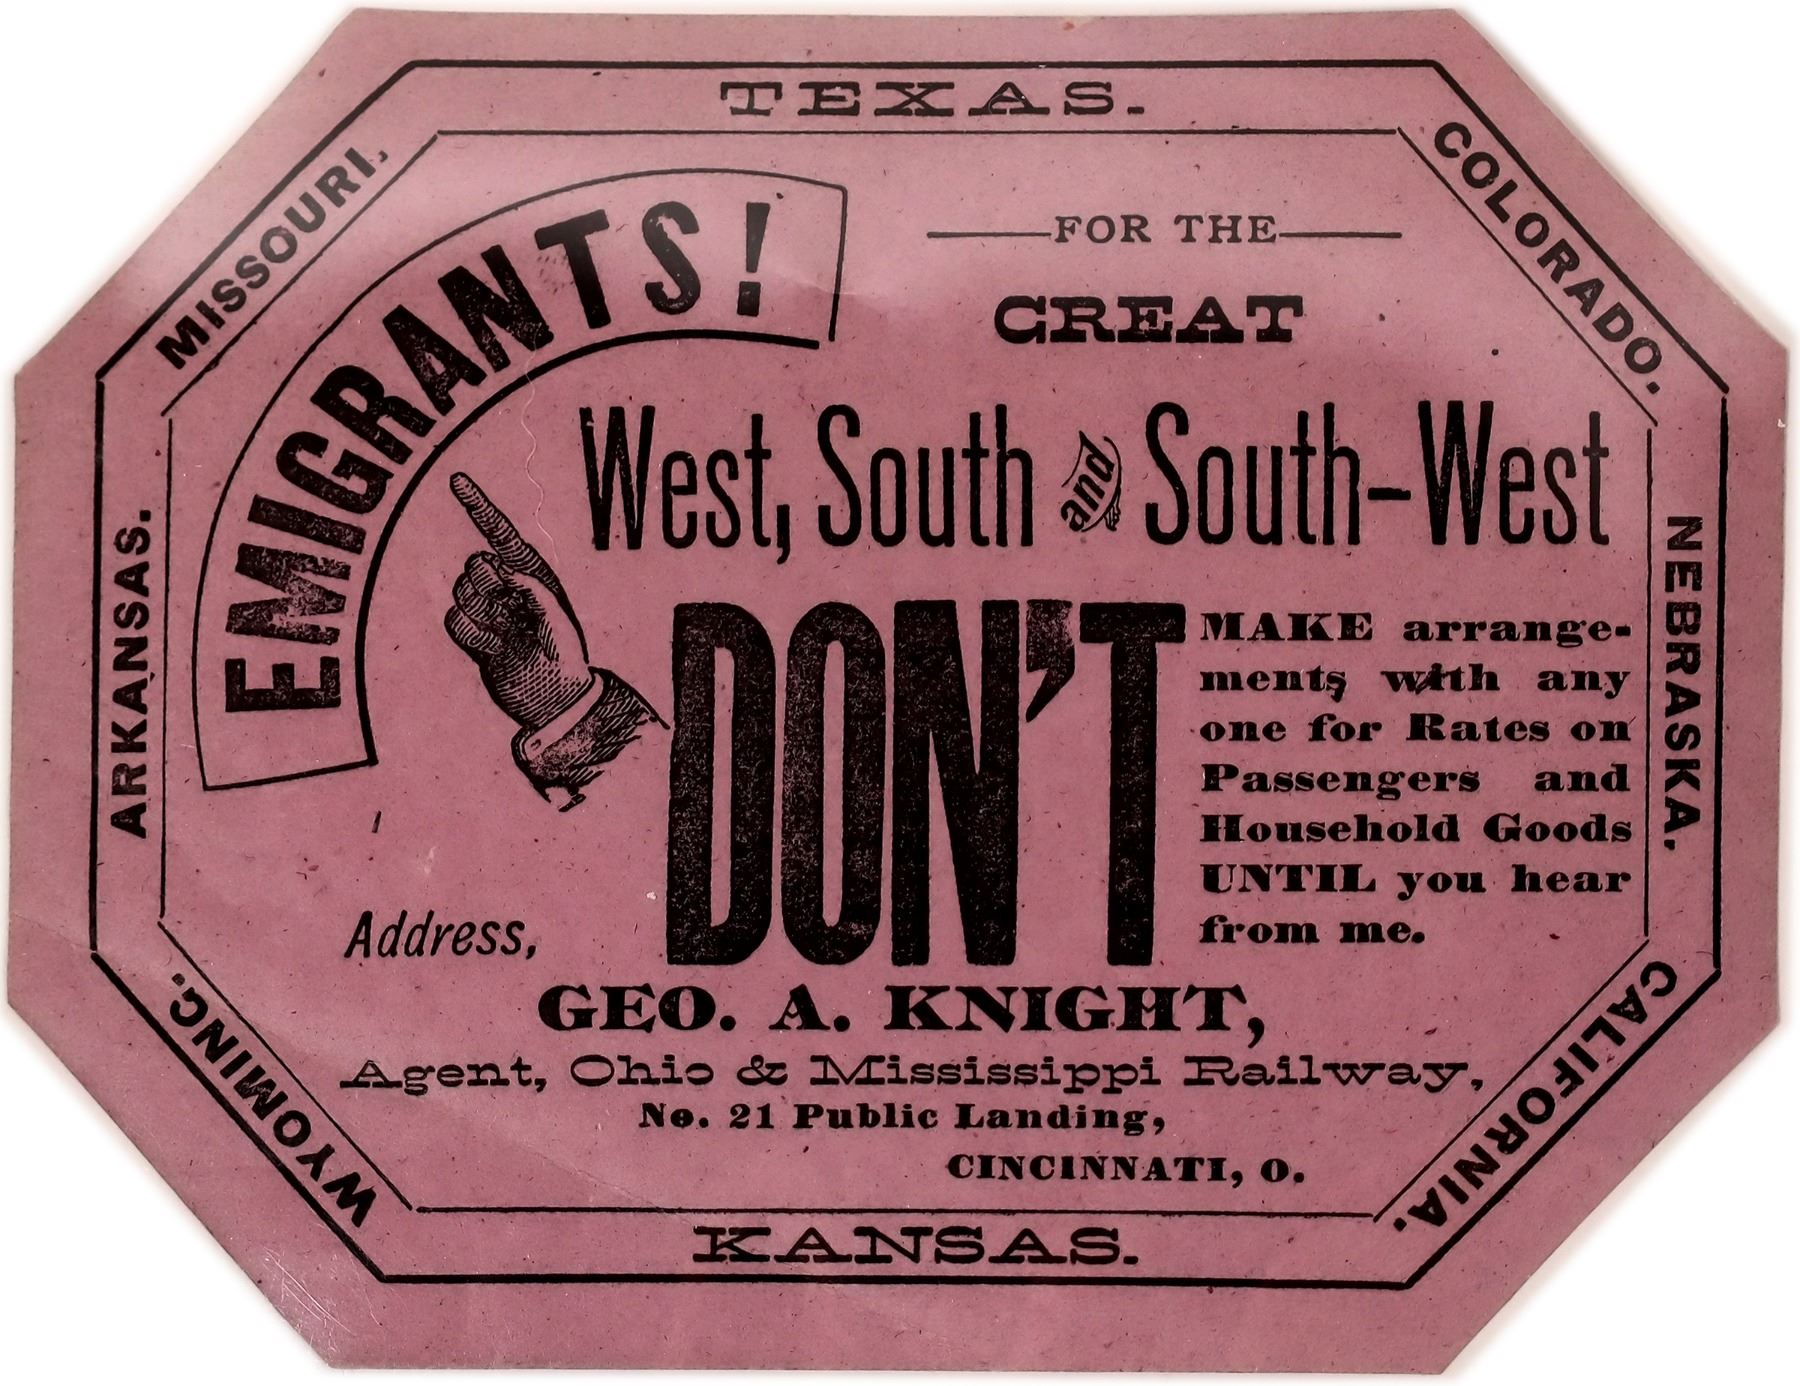 TEXAS.
MISSOURI.
COLORADO.
EMIGRANTS!
FOR THE
GREAT
West, South and South-West
DON'T
MAKE arrange-
ments with any
one for Rates on
Passengers and
Household Goods
UNTIL you hear
from me.
ARKANSAS.
NEBRASKA.
Address,
GEO. A. KNIGHT,
Agent, Ohio & Mississippi Railway,
No. 21 Public Landing,
CINCINNATI, O.
WYOMING.
CALIFORNIA.
KANSAS.